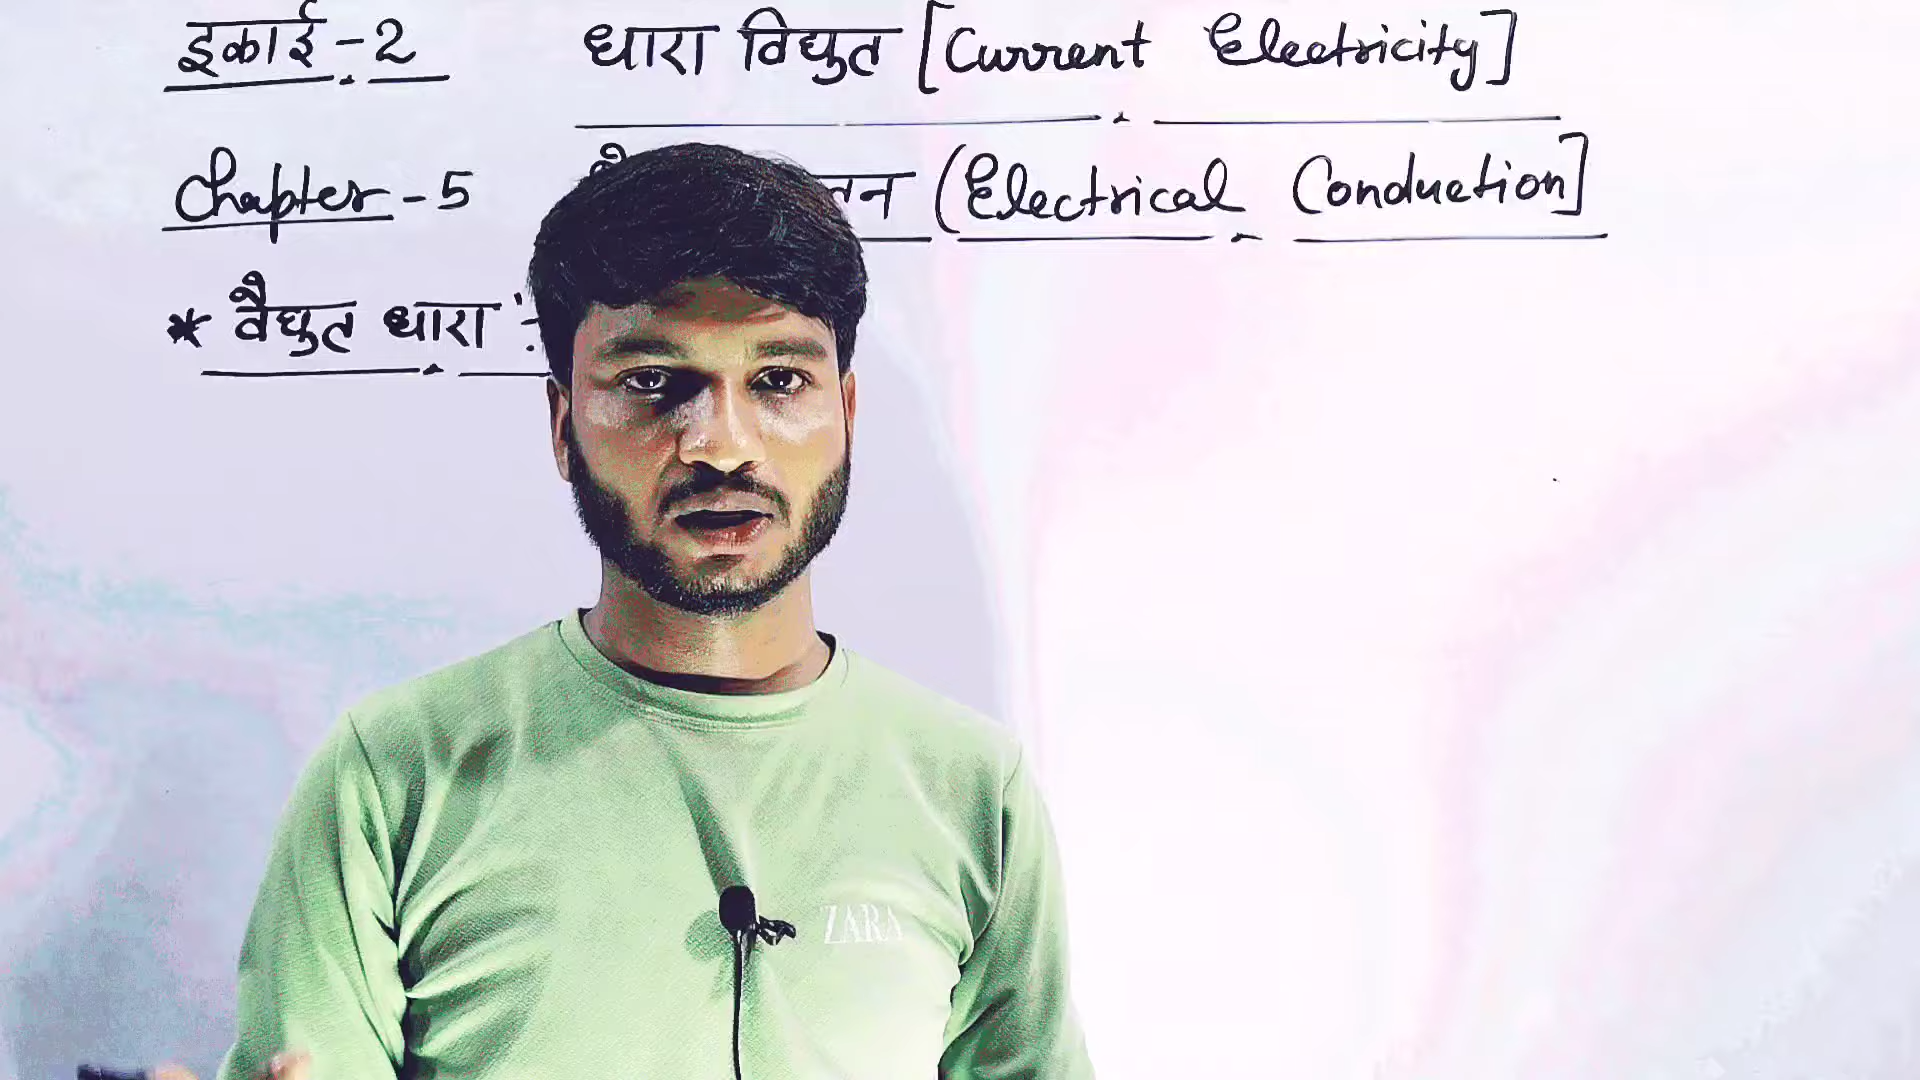 इकाई-2 धारा विद्युत [Current Electricity]
Chapter-5 (Electrical Conduction]
* वैद्युत धारा :-
ZARA